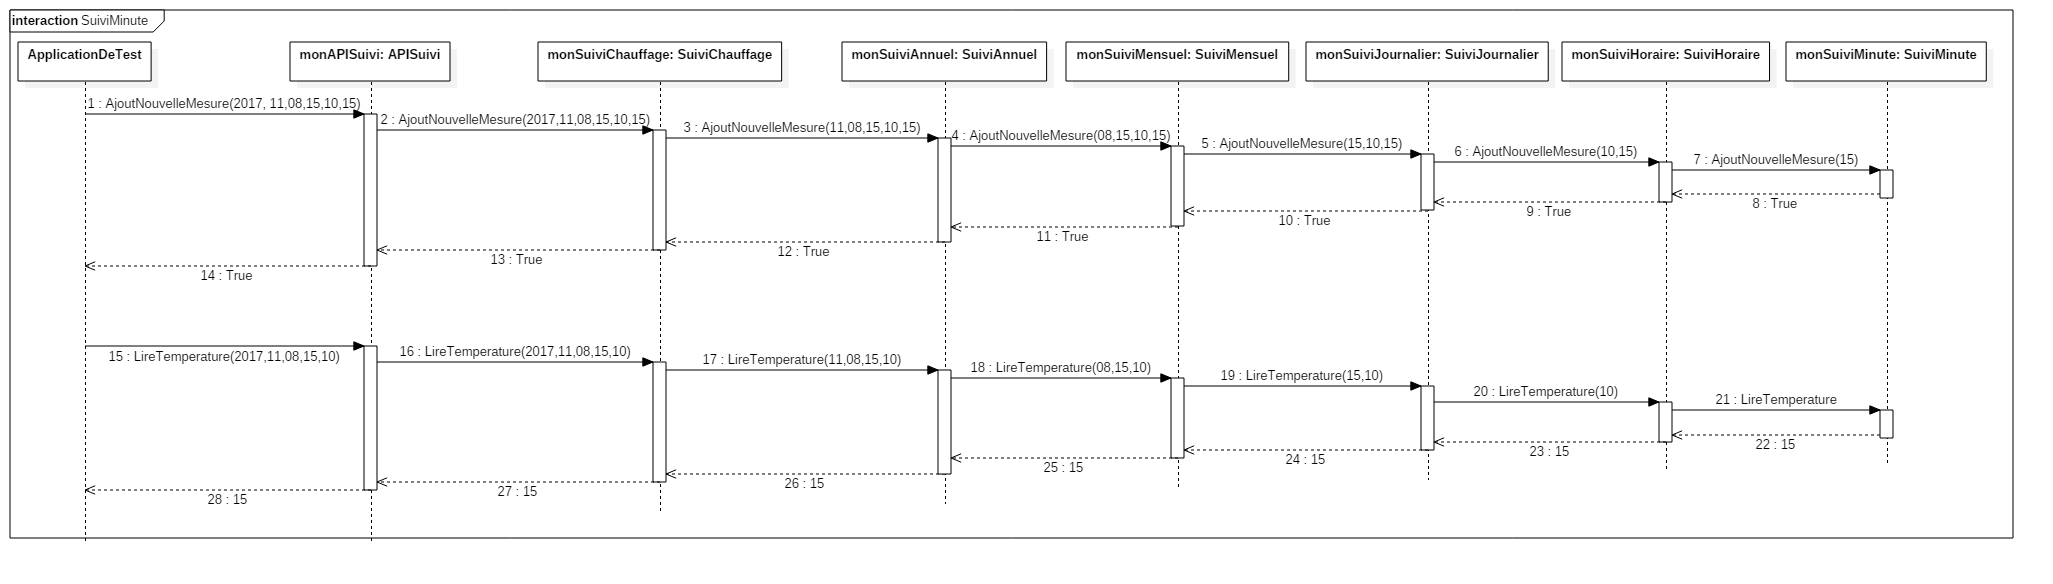 interaction SuiviMinute
ApplicationDeTest
monAPISuivi: APISuivi
monSuiviChauffage: SuiviChauffage
monSuiviAnnuel: SuiviAnnuel
monSuiviMensuel: SuiviMensuel
monSuiviJournalier: SuiviJournalier
monSuiviHoraire: SuiviHoraire
monSuiviMinute: SuiviMinute
1 : AjoutNouvelleMesure(2017, 11,08,15,10,15)
2 : AjoutNouvelleMesure(2017,11,08,15,10,15)
3 : AjoutNouvelleMesure(11,08,15,10,15)
4 : AjoutNouvelleMesure(08,15,10,15)
5 : AjoutNouvelleMesure(15,10,15)
6 : AjoutNouvelleMesure(10,15)
7 : AjoutNouvelleMesure(15)
8 : True
9 : True
10 : True
11 : True
12 : True
13 : True
14 : True
15 : LireTemperature(2017,11,08,15,10)
16 : LireTemperature(2017,11,08,15,10)
17 : LireTemperature(11,08,15,10)
18 : LireTemperature(08,15,10)
19 : LireTemperature(15,10)
20 : LireTemperature(10)
21 : LireTemperature
22 : 15
23 : 15
24 : 15
25 : 15
26 : 15
27 : 15
28 : 15